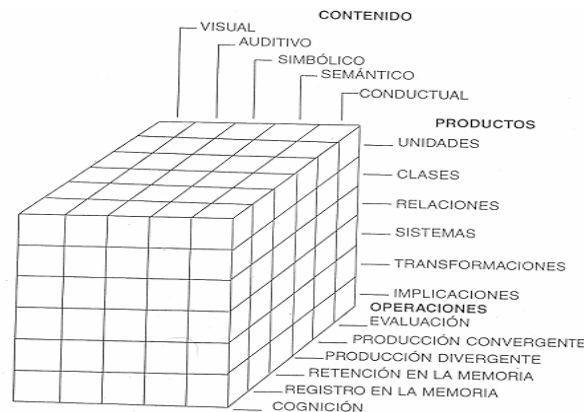 CONTENIDO
VISUAL
AUDITIVO
SIMBÓLICO
SEMÁNTICO
CONDUCTUAL
PRODUCTOS
UNIDADES
CLASES
RELACIONES
SISTEMAS
TRANSFORMACIONES
IMPLICACIONES
OPERACIONES
EVALUACIÓN
PRODUCCIÓN CONVERGENTE
PRODUCCIÓN DIVERGENTE
RETENCIÓN EN LA MEMORIA
REGISTRO EN LA MEMORIA
COGNICIÓN